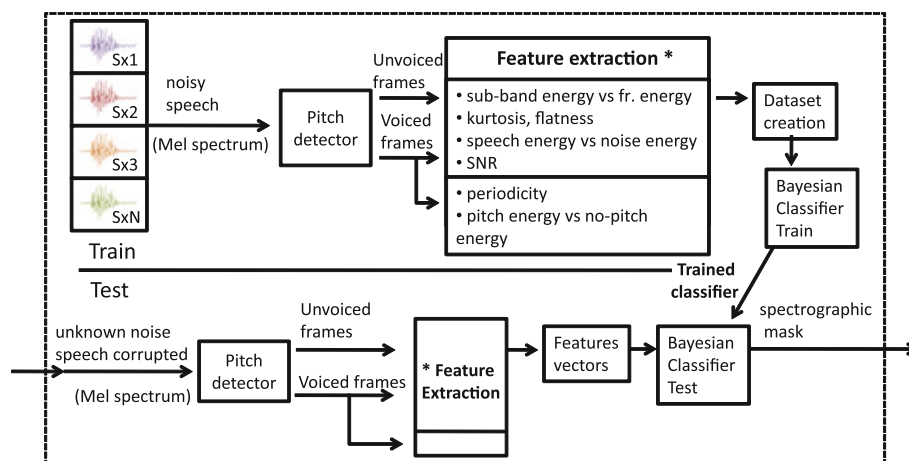 Sx1
Sx2
Sx3
SxN
noisy
speech
(Mel spectrum)
Pitch
detector
Unvoiced
frames
Voiced
frames
Feature extraction *
• sub-band energy vs fr. energy
• kurtosis, flatness
• speech energy vs noise energy
• SNR
• periodicity
• pitch energy vs no-pitch
energy
Dataset
creation
Bayesian
Classifier
Train
Train
Test
Trained
classifier
unknown noise
speech corrupted
(Mel spectrum)
Pitch
detector
Unvoiced
frames
Voiced frames
* Feature
Extraction
Features
vectors
Bayesian
Classifier
Test
spectrographic
mask